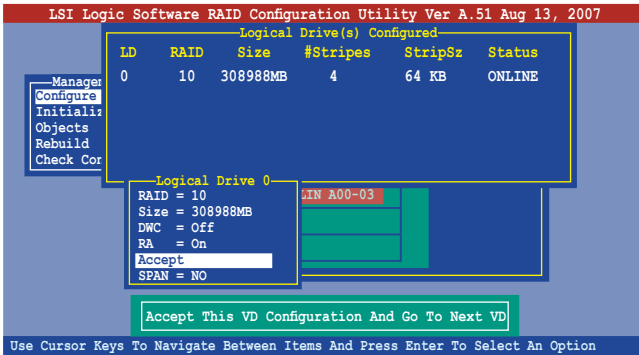 LSI Logic Software RAID Configuration Utility Ver A.51 Aug 13, 2007
Logical Drive(s) Configured
LD RAID Size #Stripes StripSz Status
0 10 308988MB 4 64 KB ONLINE
Configure
Objects
Rebuild
Check
LIN A00-03
Logical Drive 0
RAID = 10
Size = 308988MB
DWC = Off
RA = On
Accept
SPAN = NO
Accept This VD Configuration And Go To Next VD
Use Cursor Keys To Navigate Between Items And Press Enter To Select An Option